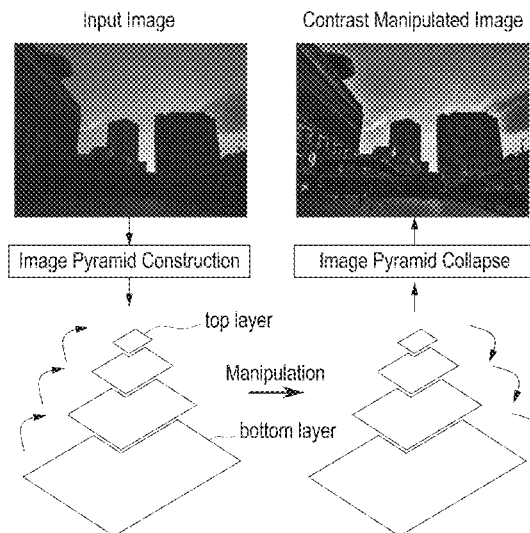 Input Image
Contrast Manipulated Image
Image Pyramid Construction
Image Pyramid Collapse
top layer
Manipulation
bottom layer